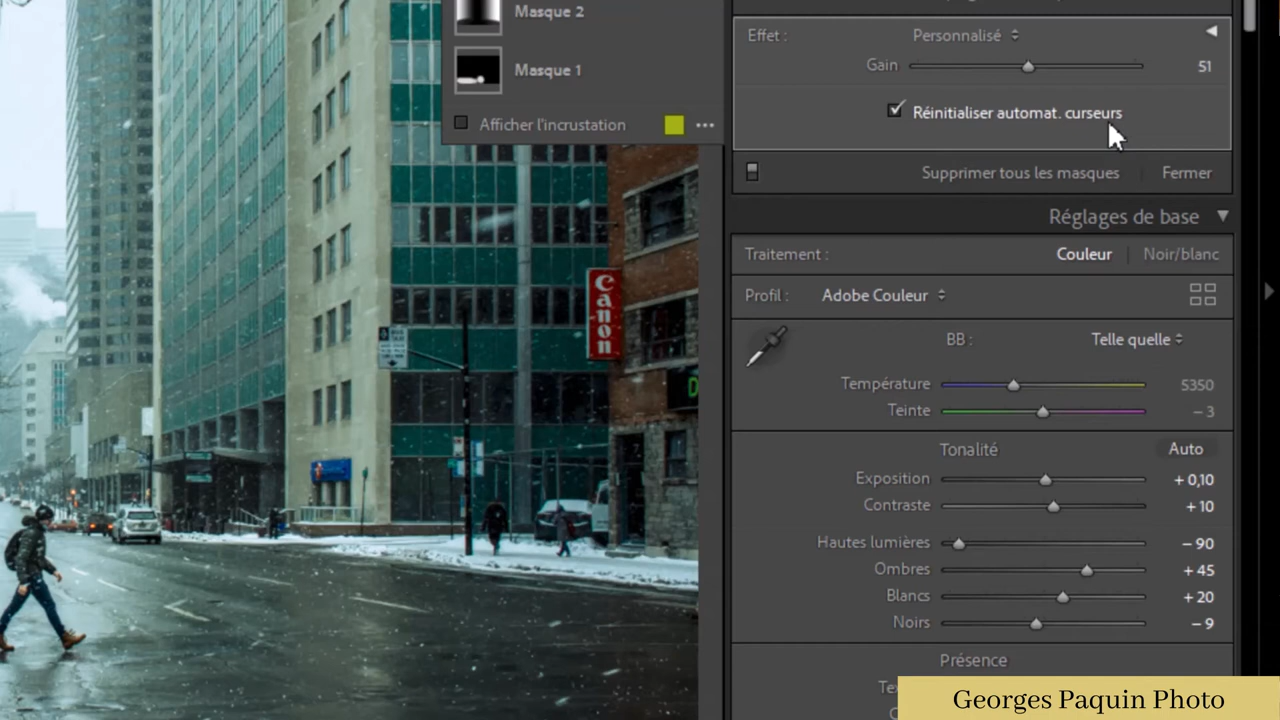 Masque 2
Masque 1
Afficher l'incrustation
Effet : Personnalisé
Gain 51
Réinitialiser automat. curseurs
Supprimer tous les masques Fermer
Réglages de base
Traitement : Couleur Noir/blanc
Profil : Adobe Couleur
BB : Telle quelle
Température 5350
Teinte – 3
Tonalité Auto
Exposition + 0,10
Contraste + 10
Hautes lumières – 90
Ombres + 45
Blancs + 20
Noirs – 9
Présence
Canon
Georges Paquin Photo